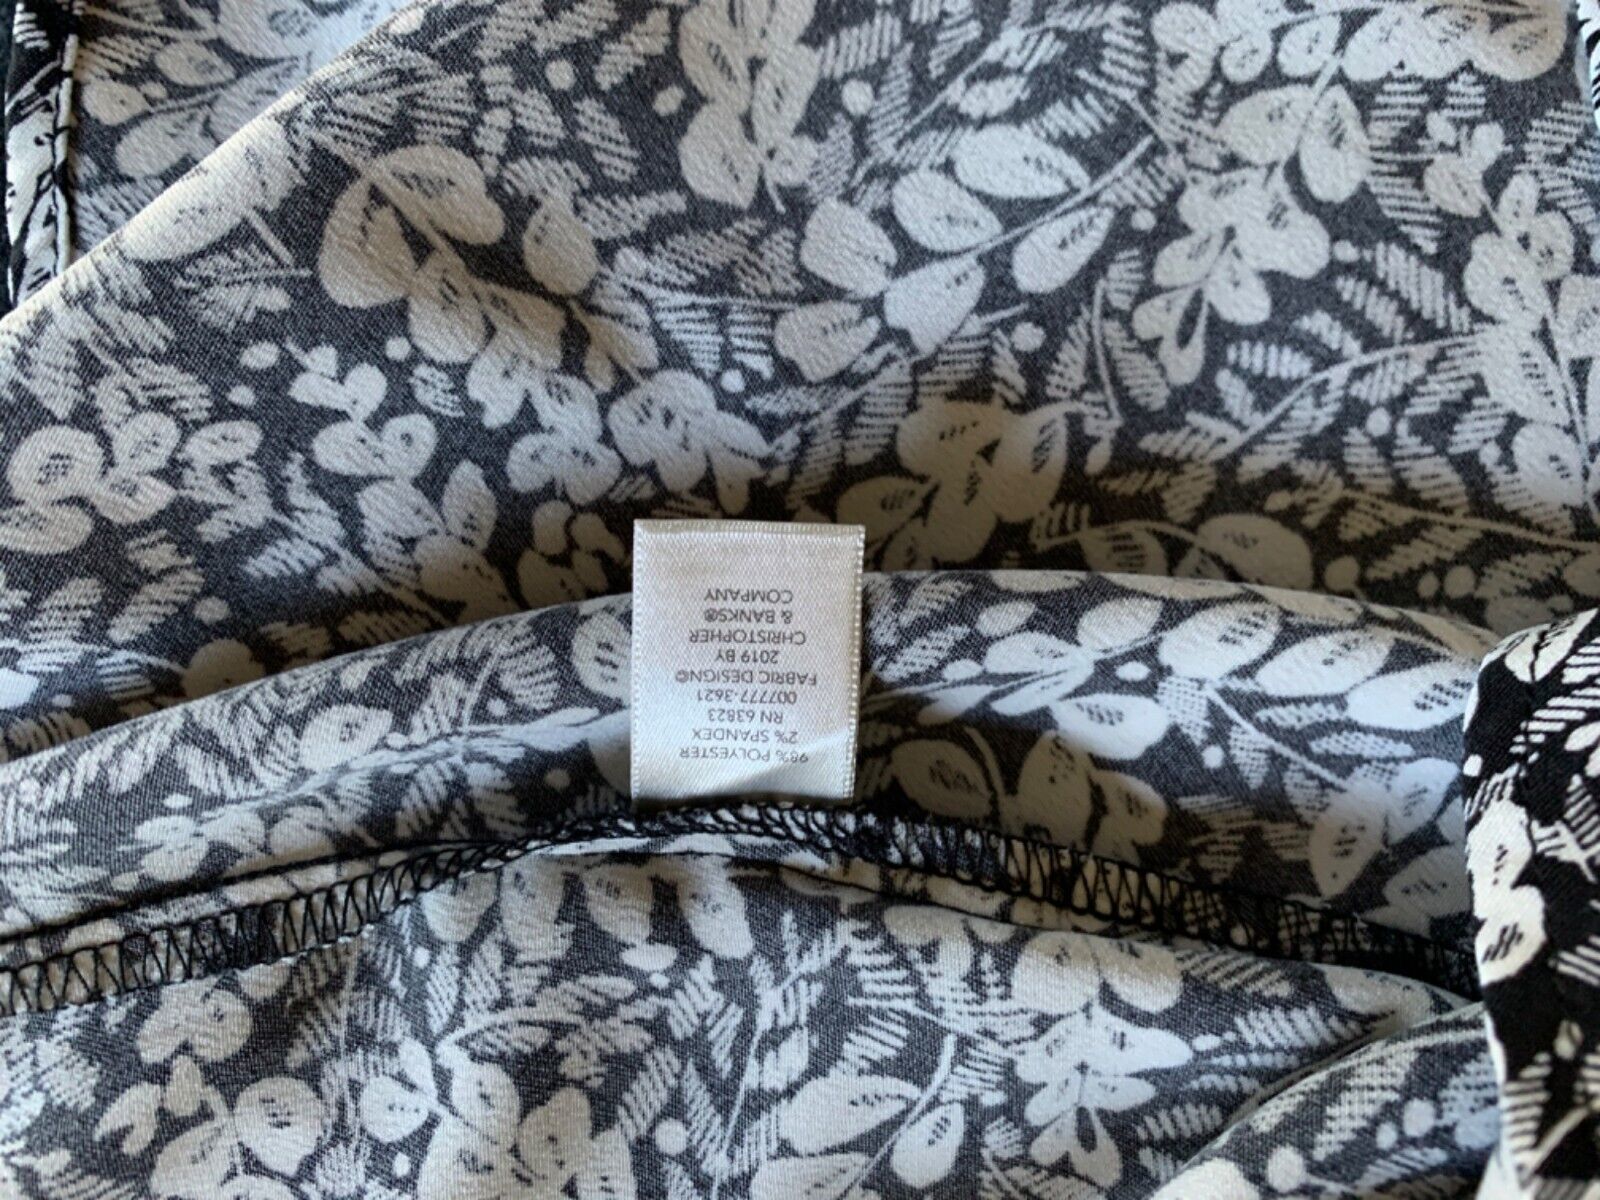 98% POLYESTER
2% SPANDEX
RN 63823
007777-3621
FABRIC DESIGN©
2019 BY
CHRISTOPHER
& BANKS®
COMPANY